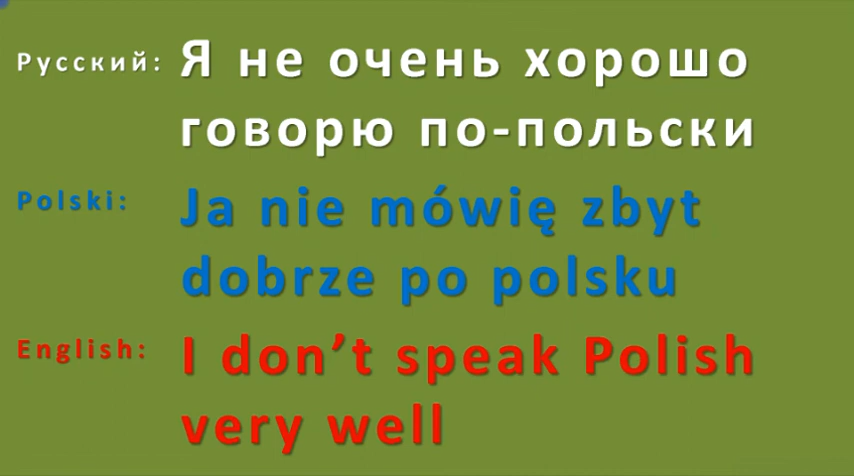 Русский: Я не очень хорошо
говорю по-польски
Polski: Ja nie mówię zbyt
dobrze po polsku
English: I don’t speak Polish
very well